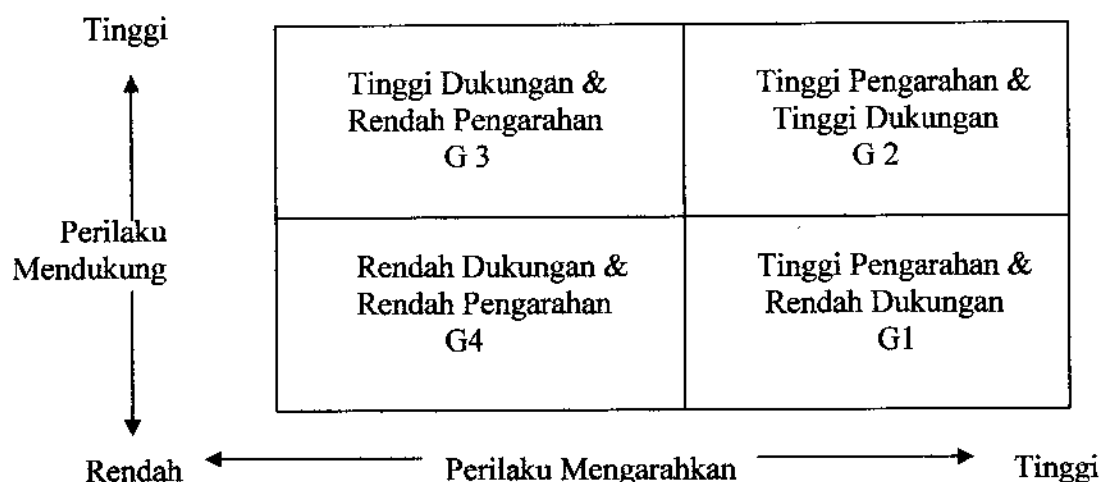 Tinggi
Tinggi Dukungan &
Rendah Pengarahan
G 3
Tinggi Pengarahan &
Tinggi Dukungan
G 2
Perilaku
Mendukung
Rendah Dukungan &
Rendah Pengarahan
G4
Tinggi Pengarahan &
Rendah Dukungan
G1
Rendah
Perilaku Mengarahkan
Tinggi